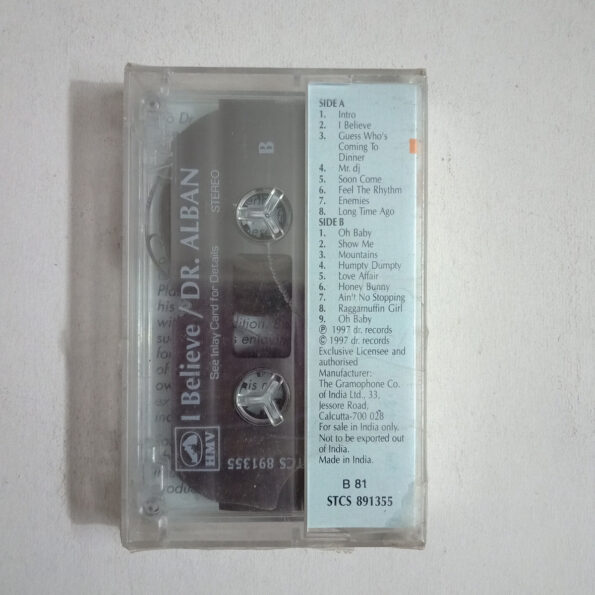 SIDE A
1. Intro
2. I Believe
3. Guess Who's
Coming To
Dinner
4. Mr. dj
5. Soon Come
6. Feel The Rhythm
7. Enemies
8. Long Time Ago
SIDE B
1. Oh Baby
2. Show Me
3. Mountains
4. Humpty Dumpty
5. Love Affair
6. Honey Bunny
7. Ain't No Stopping
8. Raggamuffin Girl
9. Oh Baby
℗ 1997 dr. records
© 1997 dr. records
Exclusive Licensee and
authorised
Manufacturer:
The Gramophone Co.
of India Ltd., 33,
Jessore Road,
Calcutta-700 028
For sale in India only.
Not to be exported out
of India.
Made in India.
B 81
STCS 891355
B
I Believe / DR. ALBAN
See Inlay Card for Details STEREO
HMV
STCS 891355